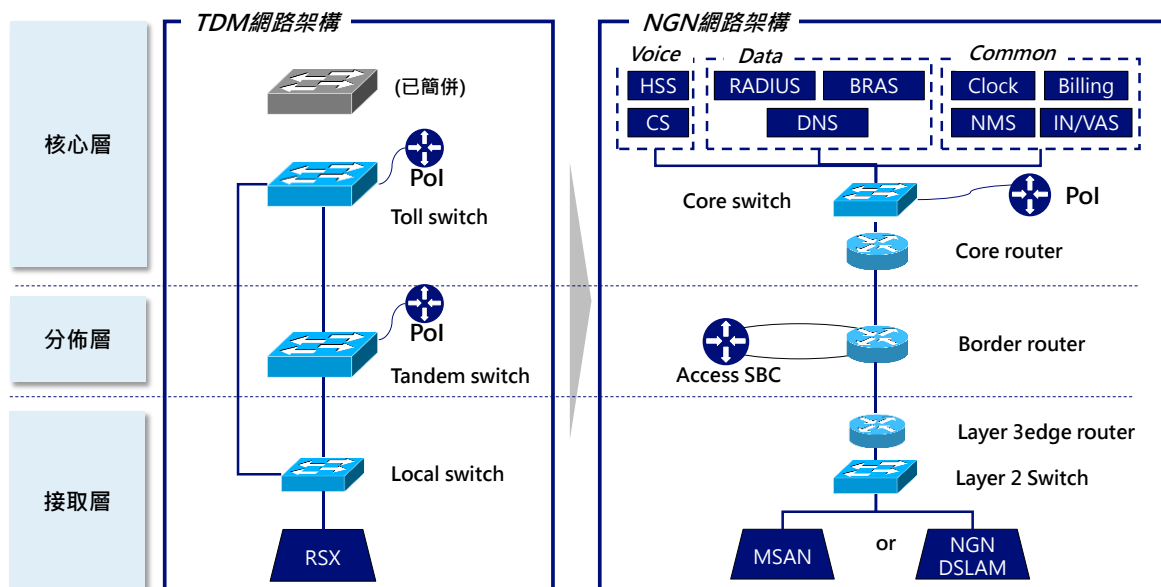 TDM網路架構
NGN網路架構
核心層
分佈層
接取層
(已簡併)
PoI
Toll switch
PoI
Tandem switch
Local switch
RSX
Voice
HSS
CS
Data
RADIUS
BRAS
DNS
Common
Clock
Billing
NMS
IN/VAS
Core switch
PoI
Core router
Access SBC
Border router
Layer 3edge router
Layer 2 Switch
MSAN
or
NGN
DSLAM